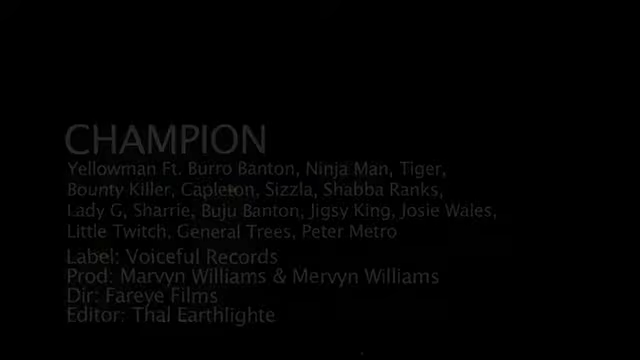 CHAMPION
Yellowman Ft. Burro Banton, Ninja Man, Tiger,
Bounty Killer, Capleton, Sizzla, Shabba Ranks,
Lady G, Sharrie, Buju Banton, Jigsy King, Josie Wales,
Little Twitch, General Trees, Peter Metro
Label: Voiceful Records
Prod: Marvyn Williams & Mervyn Williams
Dir: Fareye Films
Editor: Thal Earthlighte